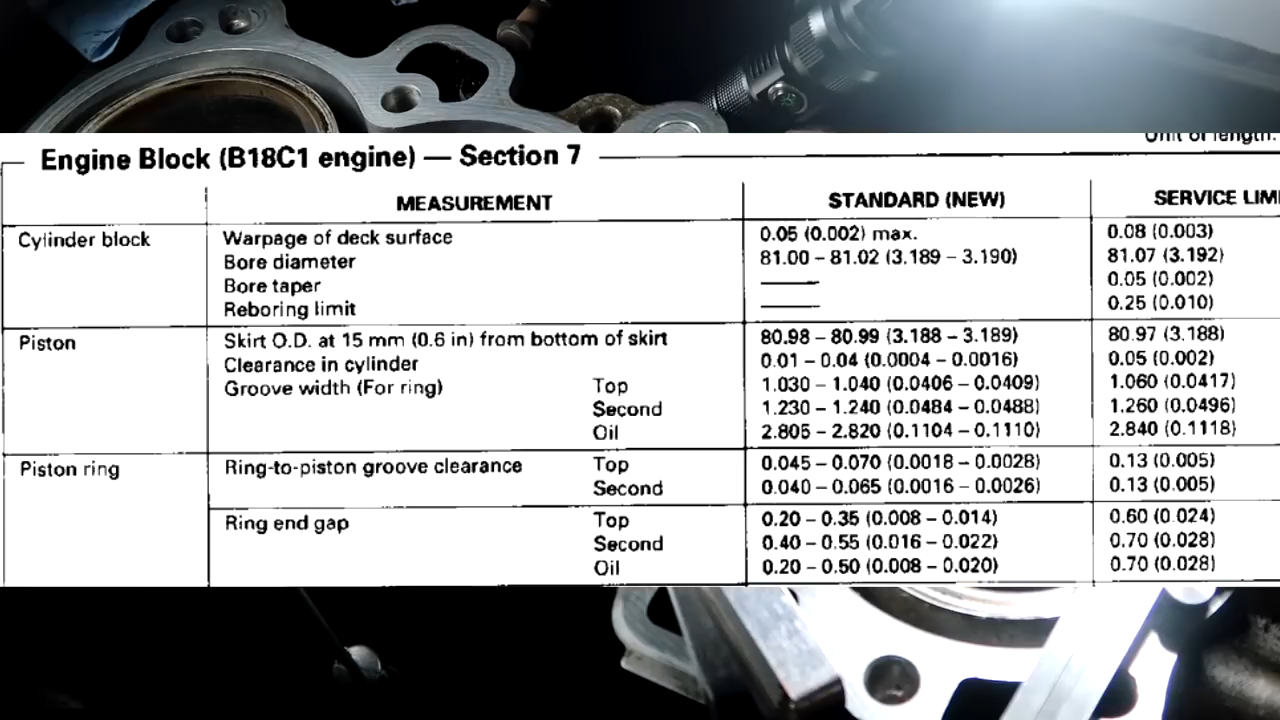 Unit of length:
Engine Block (B18C1 engine) — Section 7
MEASUREMENT STANDARD (NEW) SERVICE LIMI
Cylinder block Warpage of deck surface 0.05 (0.002) max. 0.08 (0.003)
Bore diameter 81.00 – 81.02 (3.189 – 3.190) 81.07 (3.192)
Bore taper 0.05 (0.002)
Reboring limit 0.25 (0.010)
Piston Skirt O.D. at 15 mm (0.6 in) from bottom of skirt 80.98 – 80.99 (3.188 – 3.189) 80.97 (3.188)
Clearance in cylinder 0.01 – 0.04 (0.0004 – 0.0016) 0.05 (0.002)
Groove width (For ring) Top 1.030 – 1.040 (0.0406 – 0.0409) 1.060 (0.0417)
Second 1.230 – 1.240 (0.0484 – 0.0488) 1.260 (0.0496)
Oil 2.805 – 2.820 (0.1104 – 0.1110) 2.840 (0.1118)
Piston ring Ring-to-piston groove clearance Top 0.045 – 0.070 (0.0018 – 0.0028) 0.13 (0.005)
Second 0.040 – 0.065 (0.0016 – 0.0026) 0.13 (0.005)
Ring end gap Top 0.20 – 0.35 (0.008 – 0.014) 0.60 (0.024)
Second 0.40 – 0.55 (0.016 – 0.022) 0.70 (0.028)
Oil 0.20 – 0.50 (0.008 – 0.020) 0.70 (0.028)